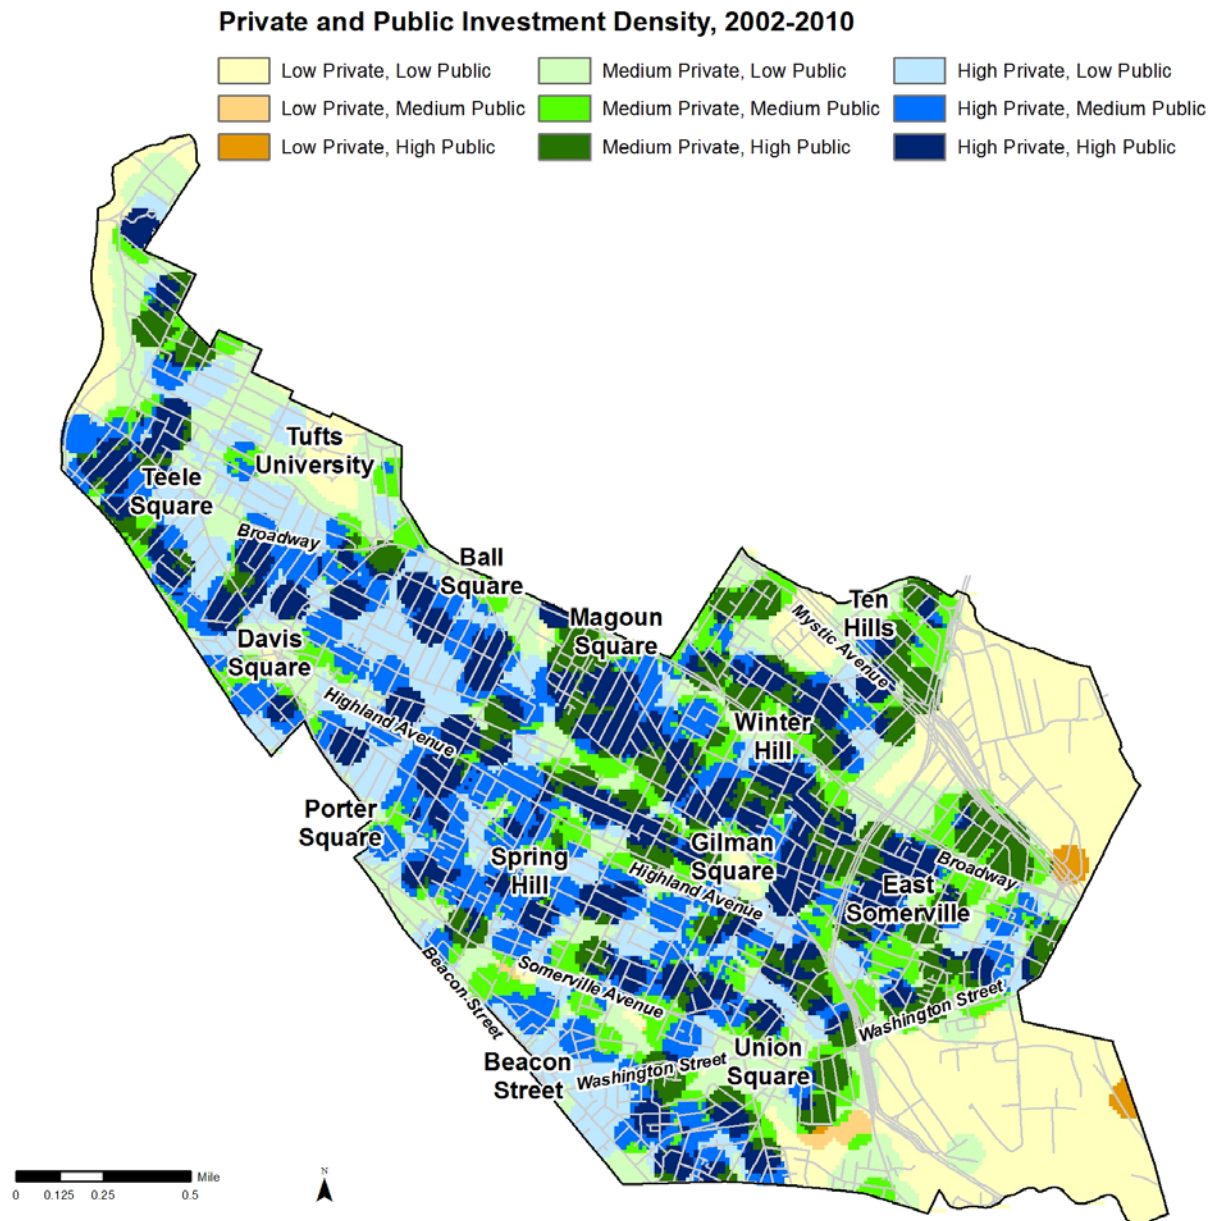 Private and Public Investment Density, 2002-2010
Low Private, Low Public
Medium Private, Low Public
High Private, Low Public
Low Private, Medium Public
Medium Private, Medium Public
High Private, Medium Public
Low Private, High Public
Medium Private, High Public
High Private, High Public
Tufts
University
Teele
Square
Broadway
Ball
Square
Magoun
Square
Ten
Hills
Mystic Avenue
Davis
Square
Highland Avenue
Winter
Hill
Porter
Square
Spring
Hill
Gilman
Square
Highland Avenue
Broadway
East
Somerville
Beacon Street
Somerville Avenue
Washington Street
Beacon
Street
Washington Street
Union
Square
Mile
0 0.125 0.25 0.5
N